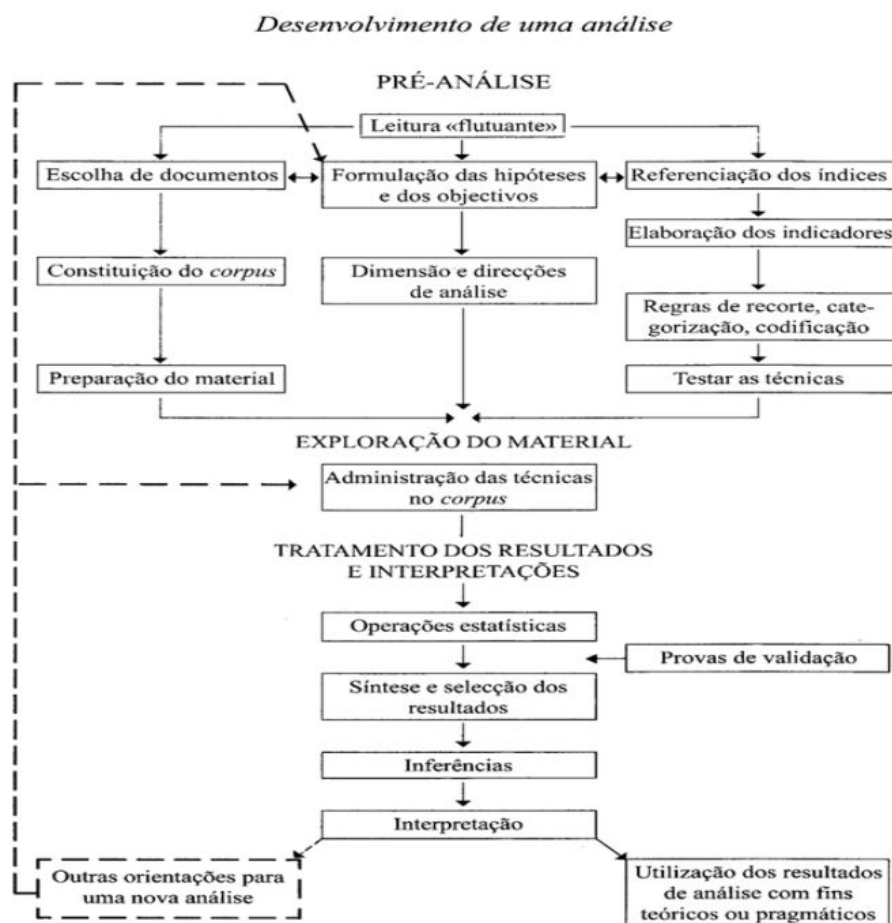 Desenvolvimento de uma análise
PRÉ-ANÁLISE
Leitura «flutuante»
Escolha de documentos
Formulação das hipóteses
e dos objectivos
Referenciação dos índices
Elaboração dos indicadores
Constituição do corpus
Dimensão e direcções
de análise
Regras de recorte, cate-
gorização, codificação
Preparação do material
Testar as técnicas
EXPLORAÇÃO DO MATERIAL
Administração das técnicas
no corpus
TRATAMENTO DOS RESULTADOS
E INTERPRETAÇÕES
Operações estatísticas
Provas de validação
Síntese e selecção dos
resultados
Inferências
Interpretação
Outras orientações para
uma nova análise
Utilização dos resultados
de análise com fins
teóricos ou pragmáticos